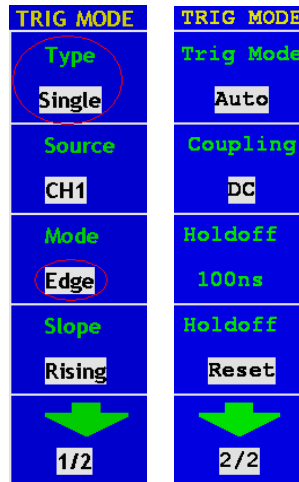 TRIG MODE
Type
Single
Source
CH1
Mode
Edge
Slope
Rising
1/2
TRIG MODE
Trig Mode
Auto
Coupling
DC
Holdoff
100ns
Holdoff
Reset
2/2